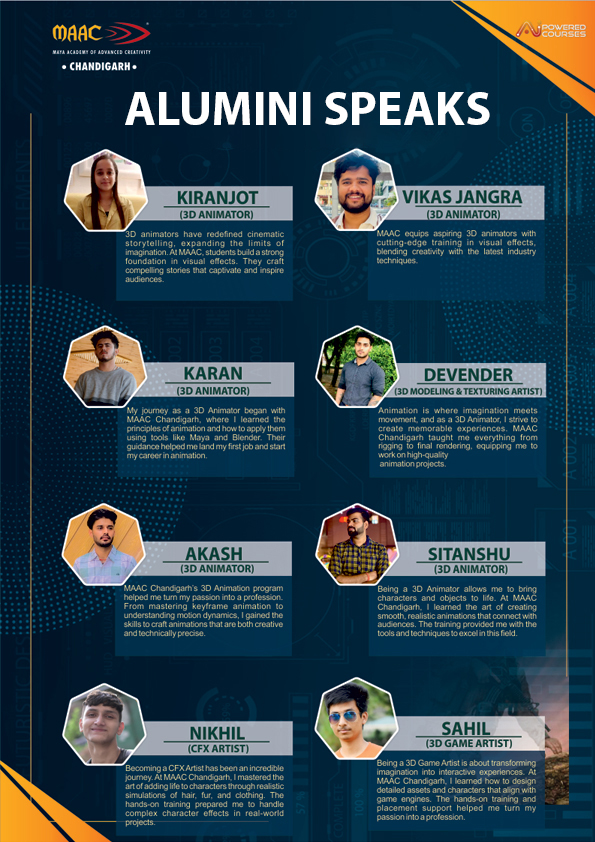 MAAC
MAYA ACADEMY OF ADVANCED CREATIVITY
• CHANDIGARH •
AI POWERED
COURSES
ALUMINI SPEAKS
KIRANJOT
(3D ANIMATOR)
3D animators have redefined cinematic
storytelling, expanding the limits of
imagination. At MAAC, students build a strong
foundation in visual effects. They craft
compelling stories that captivate and inspire
audiences.
VIKAS JANGRA
(3D ANIMATOR)
MAAC equips aspiring 3D animators with
cutting-edge training in visual effects,
blending creativity with the latest industry
techniques.
KARAN
(3D ANIMATOR)
My journey as a 3D Animator began with
MAAC Chandigarh, where I learned the
principles of animation and how to apply them
using tools like Maya and Blender. Their
guidance helped me land my first job and start
my career in animation.
DEVENDER
(3D MODELING & TEXTURING ARTIST)
Animation is where imagination meets
movement, and as a 3D Animator, I strive to
create memorable experiences. MAAC
Chandigarh taught me everything from
rigging to final rendering, equipping me to
work on high-quality
animation projects.
AKASH
(3D ANIMATOR)
MAAC Chandigarh's 3D Animation program
helped me turn my passion into a profession.
From mastering keyframe animation to
understanding motion dynamics, I gained the
skills to craft animations that are both creative
and technically precise.
SITANSHU
(3D ANIMATOR)
Being a 3D Animator allows me to bring
characters and objects to life. At MAAC
Chandigarh, I learned the art of creating
smooth, realistic animations that connect with
audiences. The training provided me with the
tools and techniques to excel in this field.
NIKHIL
(CFX ARTIST)
Becoming a CFX Artist has been an incredible
journey. At MAAC Chandigarh, I mastered the
art of adding life to characters through realistic
simulations of hair, fur, and clothing. The
hands-on training prepared me to handle
complex character effects in real-world
projects.
SAHIL
(3D GAME ARTIST)
Being a 3D Game Artist is about transforming
imagination into interactive experiences. At
MAAC Chandigarh, I learned how to design
detailed assets and characters that align with
game engines. The hands-on training and
placement support helped me turn my
passion into a profession.